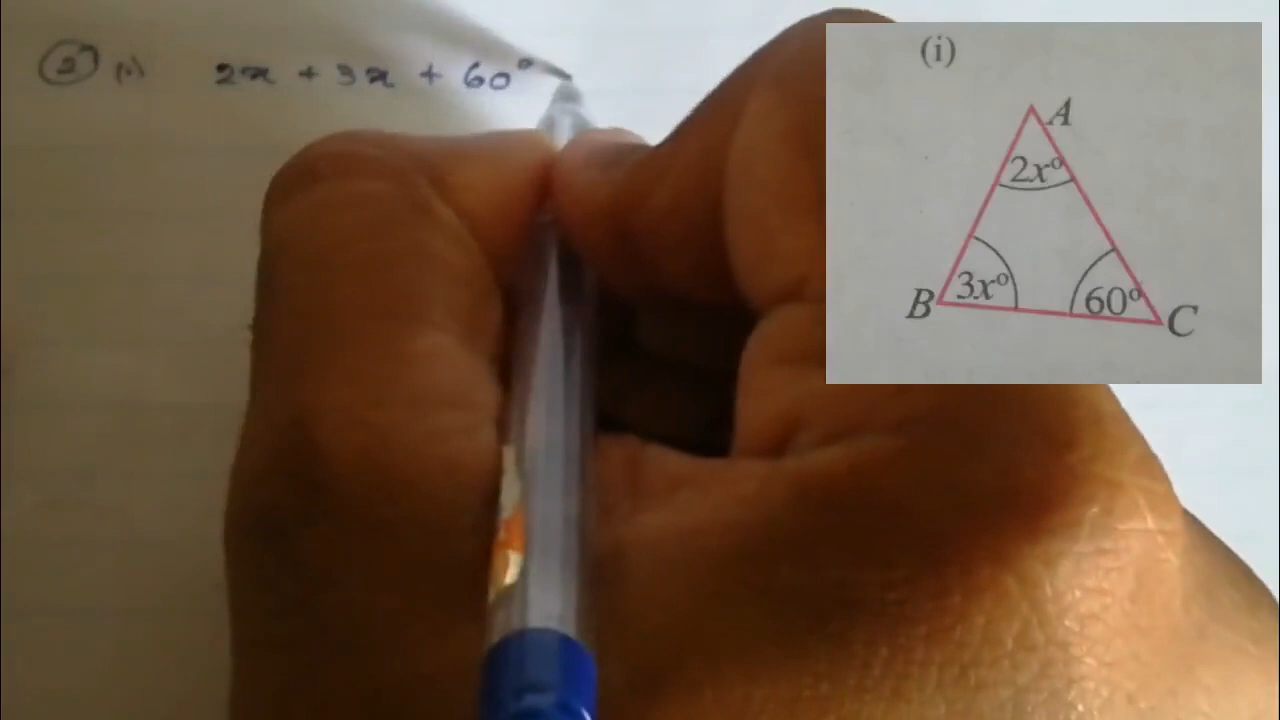 ② (i) 2x + 3x + 60°
(i)
A
2x°
3x°
60°
B
C